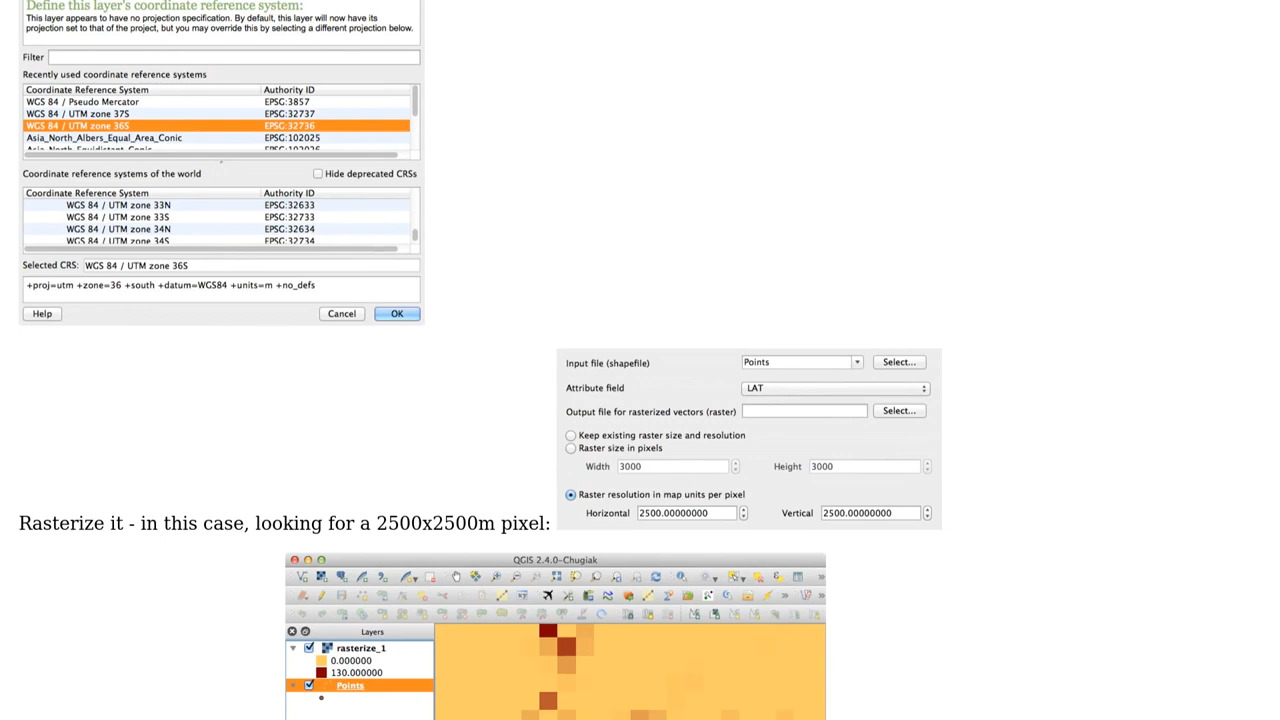 Define this layer's coordinate reference system:
This layer appears to have no projection specification. By default, this layer will now have its
projection set to that of the project, but you may override this by selecting a different projection below.
Filter
Recently used coordinate reference systems
Coordinate Reference System Authority ID
WGS 84 / Pseudo Mercator EPSG:3857
WGS 84 / UTM zone 37S EPSG:32737
WGS 84 / UTM zone 36S EPSG:32736
Asia_North_Albers_Equal_Area_Conic EPSG:102025
Asia_North_Equidistant_Conic EPSG:102026
Coordinate reference systems of the world Hide deprecated CRSs
Coordinate Reference System Authority ID
WGS 84 / UTM zone 33N EPSG:32633
WGS 84 / UTM zone 33S EPSG:32733
WGS 84 / UTM zone 34N EPSG:32634
WGS 84 / UTM zone 34S EPSG:32734
Selected CRS: WGS 84 / UTM zone 36S
+proj=utm +zone=36 +south +datum=WGS84 +units=m +no_defs
Help Cancel OK
Input file (shapefile) Points Select...
Attribute field LAT
Output file for rasterized vectors (raster) Select...
Keep existing raster size and resolution
Raster size in pixels
Width 3000 Height 3000
Raster resolution in map units per pixel
Horizontal 2500.00000000 Vertical 2500.00000000
Rasterize it - in this case, looking for a 2500x2500m pixel:
QGIS 2.4.0-Chugiak
Layers
rasterize_1
0.000000
130.000000
Points